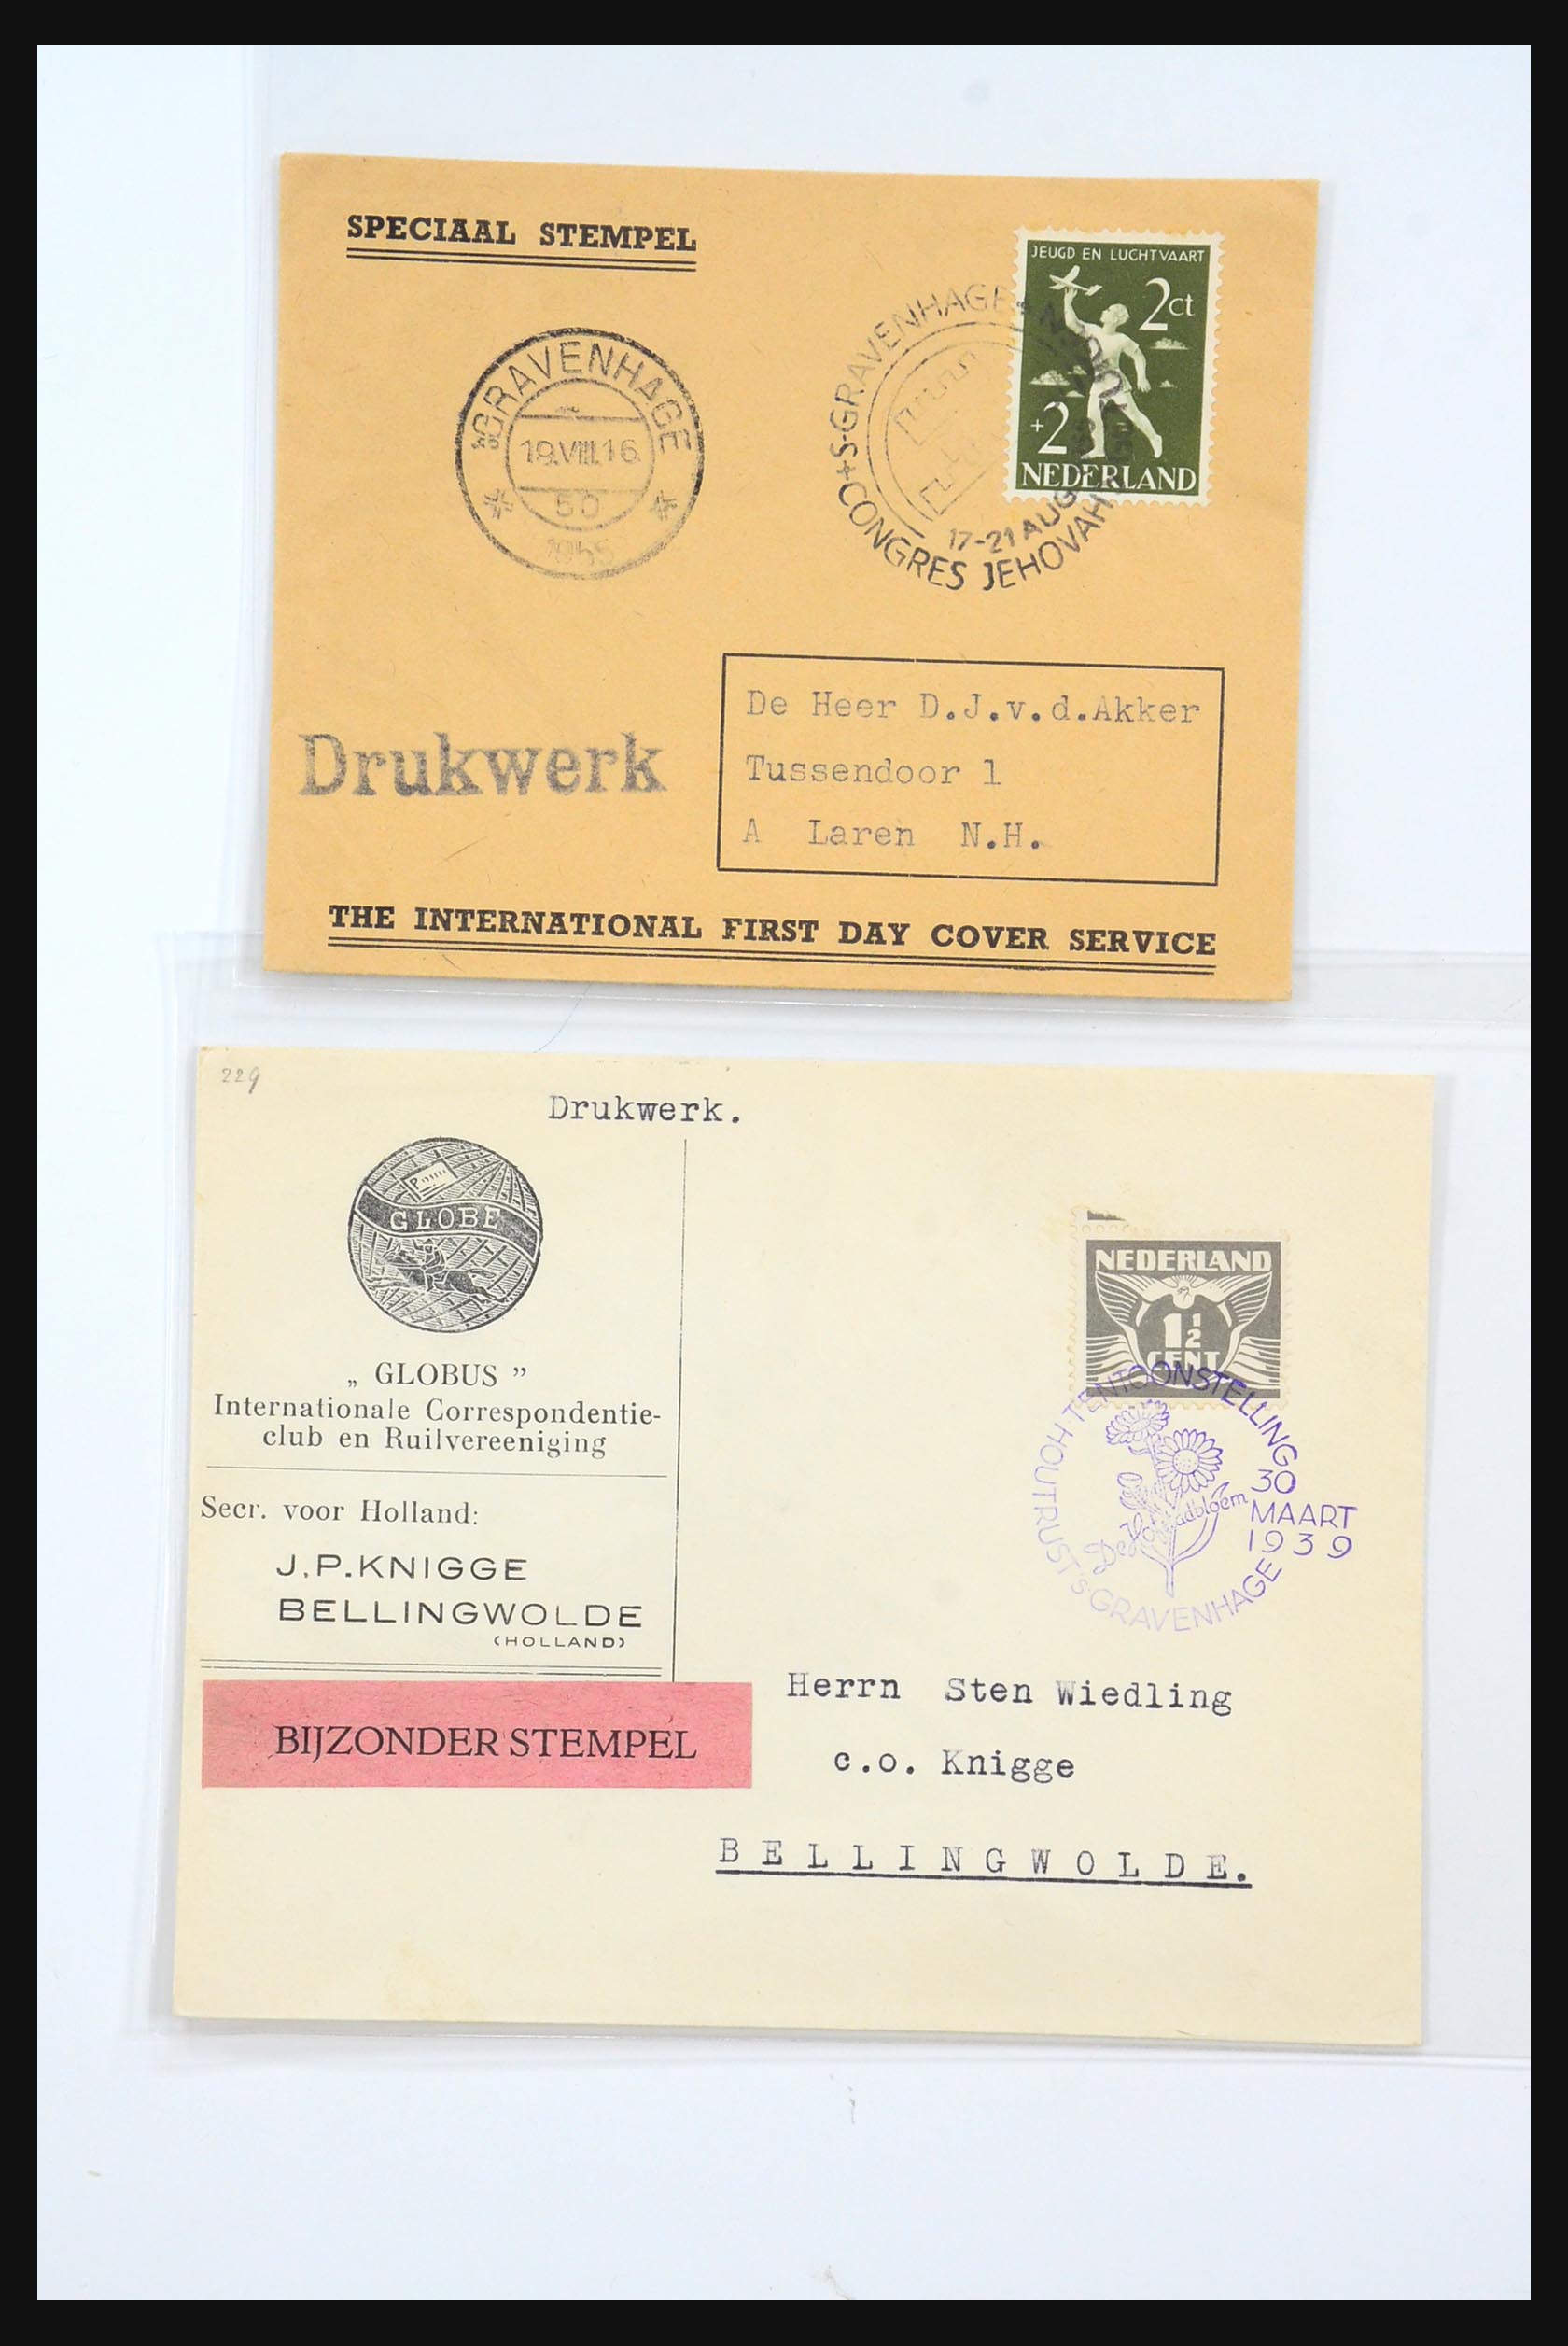 SPECIAAL STEMPEL
JEUGD EN LUCHTVAART
2ct
+2
NEDERLAND
'SGRAVENHAGE
19.VIII.16
50
1955
S-GRAVENHAGE
17-21 AUG
CONGRES JEHOVAH
Drukwerk
De Heer D.J.v.d.Akker
Tussendoor 1
A Laren N.H.
THE INTERNATIONAL FIRST DAY COVER SERVICE
229
Drukwerk.
GLOBE
„ GLOBUS ”
Internationale Correspondentie-
club en Ruilvereeniging
Secr. voor Holland:
J.P.KNIGGE
BELLINGWOLDE
(HOLLAND)
BIJZONDER STEMPEL
NEDERLAND
1½
CENT
TENTOONSTELLING
30
MAART
1939
HOUTRUST 'S-GRAVENHAGE
Herrn Sten Wiedling
c.o. Knigge
BELLINGWOLDE.